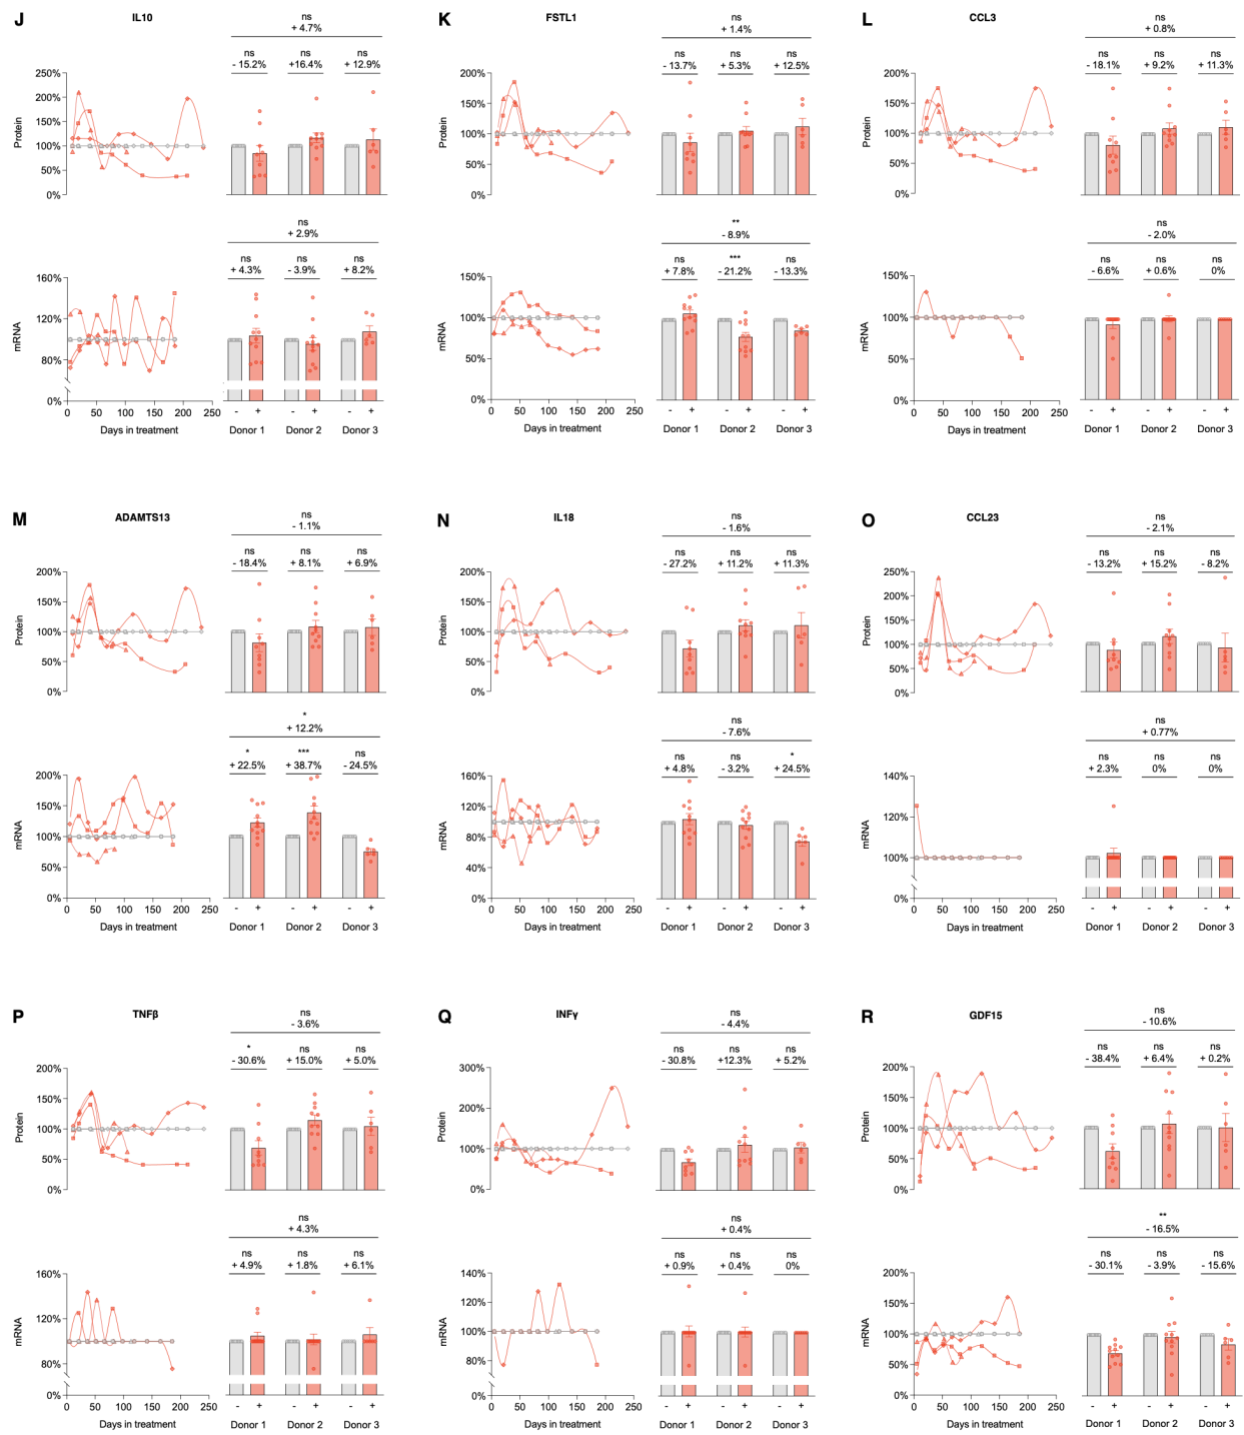 J
IL10
ns
+ 4.7%
ns
ns
ns
- 15.2%
+16.4%
+ 12.9%
250%
200%
150%
100%
50%
0%
Protein
ns
+ 2.9%
ns
ns
ns
+ 4.3%
- 3.9%
+ 8.2%
160%
120%
80%
0%
mRNA
0 50 100 150 200 250
Days in treatment
- + - + - +
Donor 1 Donor 2 Donor 3
K
FSTL1
ns
+ 1.4%
ns
ns
ns
- 13.7%
+ 5.3%
+ 12.5%
200%
150%
100%
50%
0%
Protein
**
- 8.9%
ns
***
ns
+ 7.8%
- 21.2%
- 13.3%
150%
100%
50%
0%
mRNA
0 50 100 150 200 250
Days in treatment
- + - + - +
Donor 1 Donor 2 Donor 3
L
CCL3
ns
+ 0.8%
ns
ns
ns
- 18.1%
+ 9.2%
+ 11.3%
200%
150%
100%
50%
0%
Protein
ns
- 2.0%
ns
ns
ns
- 6.6%
+ 0.6%
0%
150%
100%
50%
0%
mRNA
0 50 100 150 200 250
Days in treatment
- + - + - +
Donor 1 Donor 2 Donor 3
M
ADAMTS13
ns
- 1.1%
ns
ns
ns
- 18.4%
+ 8.1%
+ 6.9%
200%
150%
100%
50%
0%
Protein
*
+ 12.2%
*
***
ns
+ 22.5%
+ 38.7%
- 24.5%
200%
150%
100%
50%
0%
mRNA
0 50 100 150 200 250
Days in treatment
- + - + - +
Donor 1 Donor 2 Donor 3
N
IL18
ns
- 1.6%
ns
ns
ns
- 27.2%
+ 11.2%
+ 11.3%
200%
150%
100%
50%
0%
Protein
ns
- 7.6%
ns
ns
*
+ 4.8%
- 3.2%
+ 24.5%
160%
120%
80%
40%
0%
mRNA
0 50 100 150 200 250
Days in treatment
- + - + - +
Donor 1 Donor 2 Donor 3
O
CCL23
ns
- 2.1%
ns
ns
ns
- 13.2%
+ 15.2%
- 8.2%
250%
200%
150%
100%
50%
0%
Protein
ns
+ 0.77%
ns
ns
ns
+ 2.3%
0%
0%
140%
120%
100%
0%
mRNA
0 50 100 150 200 250
Days in treatment
- + - + - +
Donor 1 Donor 2 Donor 3
P
TNFβ
ns
- 3.6%
*
ns
ns
- 30.6%
+ 15.0%
+ 5.0%
200%
150%
100%
50%
0%
Protein
ns
+ 4.3%
ns
ns
ns
+ 4.9%
+ 1.8%
+ 6.1%
160%
120%
80%
0%
mRNA
0 50 100 150 200 250
Days in treatment
- + - + - +
Donor 1 Donor 2 Donor 3
Q
INFγ
ns
- 4.4%
ns
ns
ns
- 30.8%
+12.3%
+ 5.2%
300%
200%
100%
0%
Protein
ns
+ 0.4%
ns
ns
ns
+ 0.9%
+ 0.4%
0%
140%
120%
100%
80%
0%
mRNA
0 50 100 150 200 250
Days in treatment
- + - + - +
Donor 1 Donor 2 Donor 3
R
GDF15
ns
- 10.6%
ns
ns
ns
- 38.4%
+ 6.4%
+ 0.2%
200%
150%
100%
50%
0%
Protein
**
- 16.5%
ns
ns
ns
- 30.1%
- 3.9%
- 15.6%
200%
150%
100%
50%
0%
mRNA
0 50 100 150 200 250
Days in treatment
- + - + - +
Donor 1 Donor 2 Donor 3